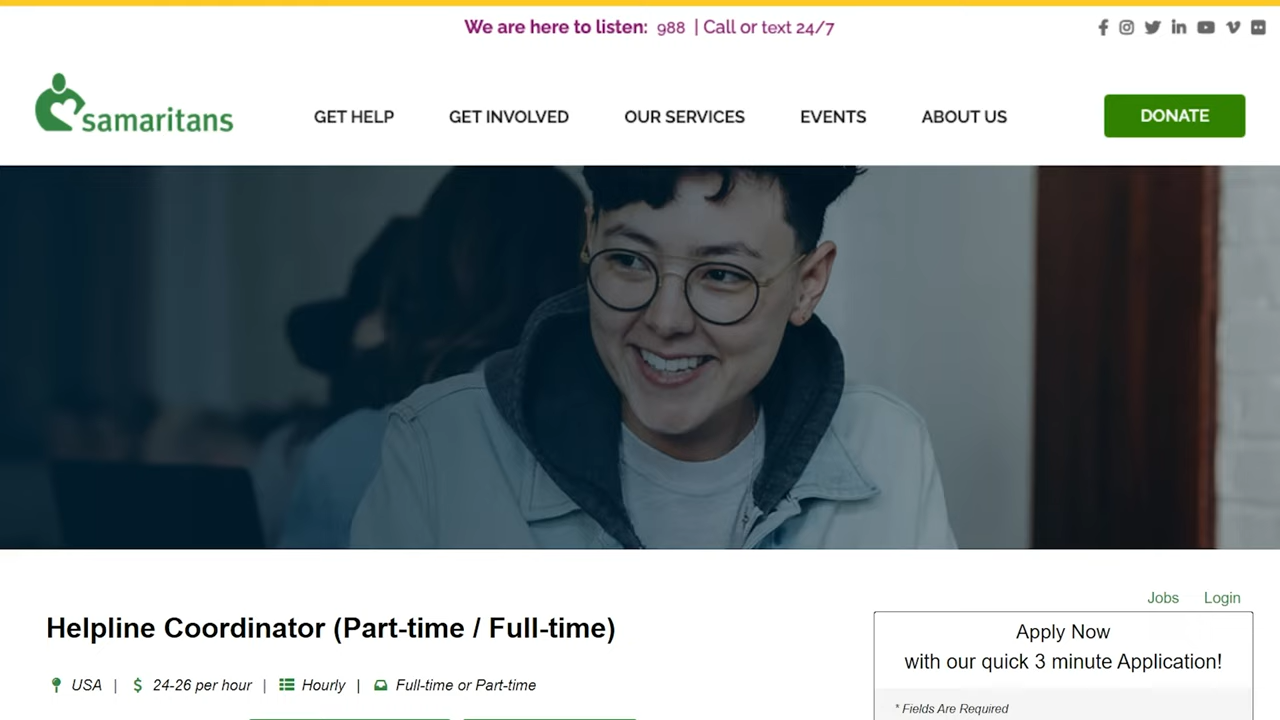 We are here to listen: 988 | Call or text 24/7
samaritans
GET HELP GET INVOLVED OUR SERVICES EVENTS ABOUT US DONATE
Jobs Login
Helpline Coordinator (Part-time / Full-time)
USA | $ 24-26 per hour | Hourly | Full-time or Part-time
Apply Now
with our quick 3 minute Application!
* Fields Are Required